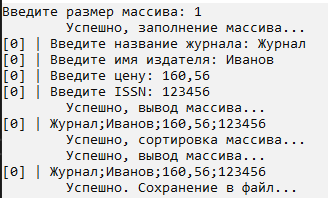 Введите размер массива: 1
Успешно, заполнение массива...
[0] | Введите название журнала: Журнал
[0] | Введите имя издателя: Иванов
[0] | Введите цену: 160,56
[0] | Введите ISSN: 123456
Успешно, вывод массива...
[0] | Журнал;Иванов;160,56;123456
Успешно, сортировка массива...
Успешно, вывод массива...
[0] | Журнал;Иванов;160,56;123456
Успешно. Сохранение в файл...